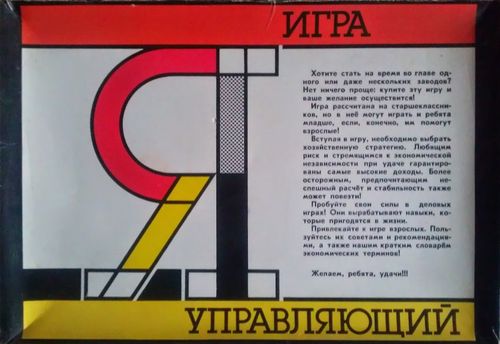 ИГРА
Я
Хотите стать на время во главе од-
ного или даже нескольких заводов?
Нет ничего проще: купите эту игру и
ваше желание осуществится!
Игра рассчитана на старшеклассни-
ков, но в неё могут играть и ребята
младше, если, конечно, им помогут
взрослые!
Вступая в игру, необходимо выбрать
хозяйственную стратегию. Любящим
риск и стремящимся к экономической
независимости при удаче гарантиро-
ваны самые высокие доходы. Более
осторожным, предпочитающим не-
спешный расчёт и стабильность также
может повезти!
Пробуйте свои силы в деловых
играх! Они вырабатывают навыки, ко-
торые пригодятся в жизни.
Привлекайте к игре взрослых. Поль-
зуйтесь их советами и рекомендация-
ми, а также нашим кратким словарём
экономических терминов!
Желаем, ребята, удачи!!!
УПРАВЛЯЮЩИЙ